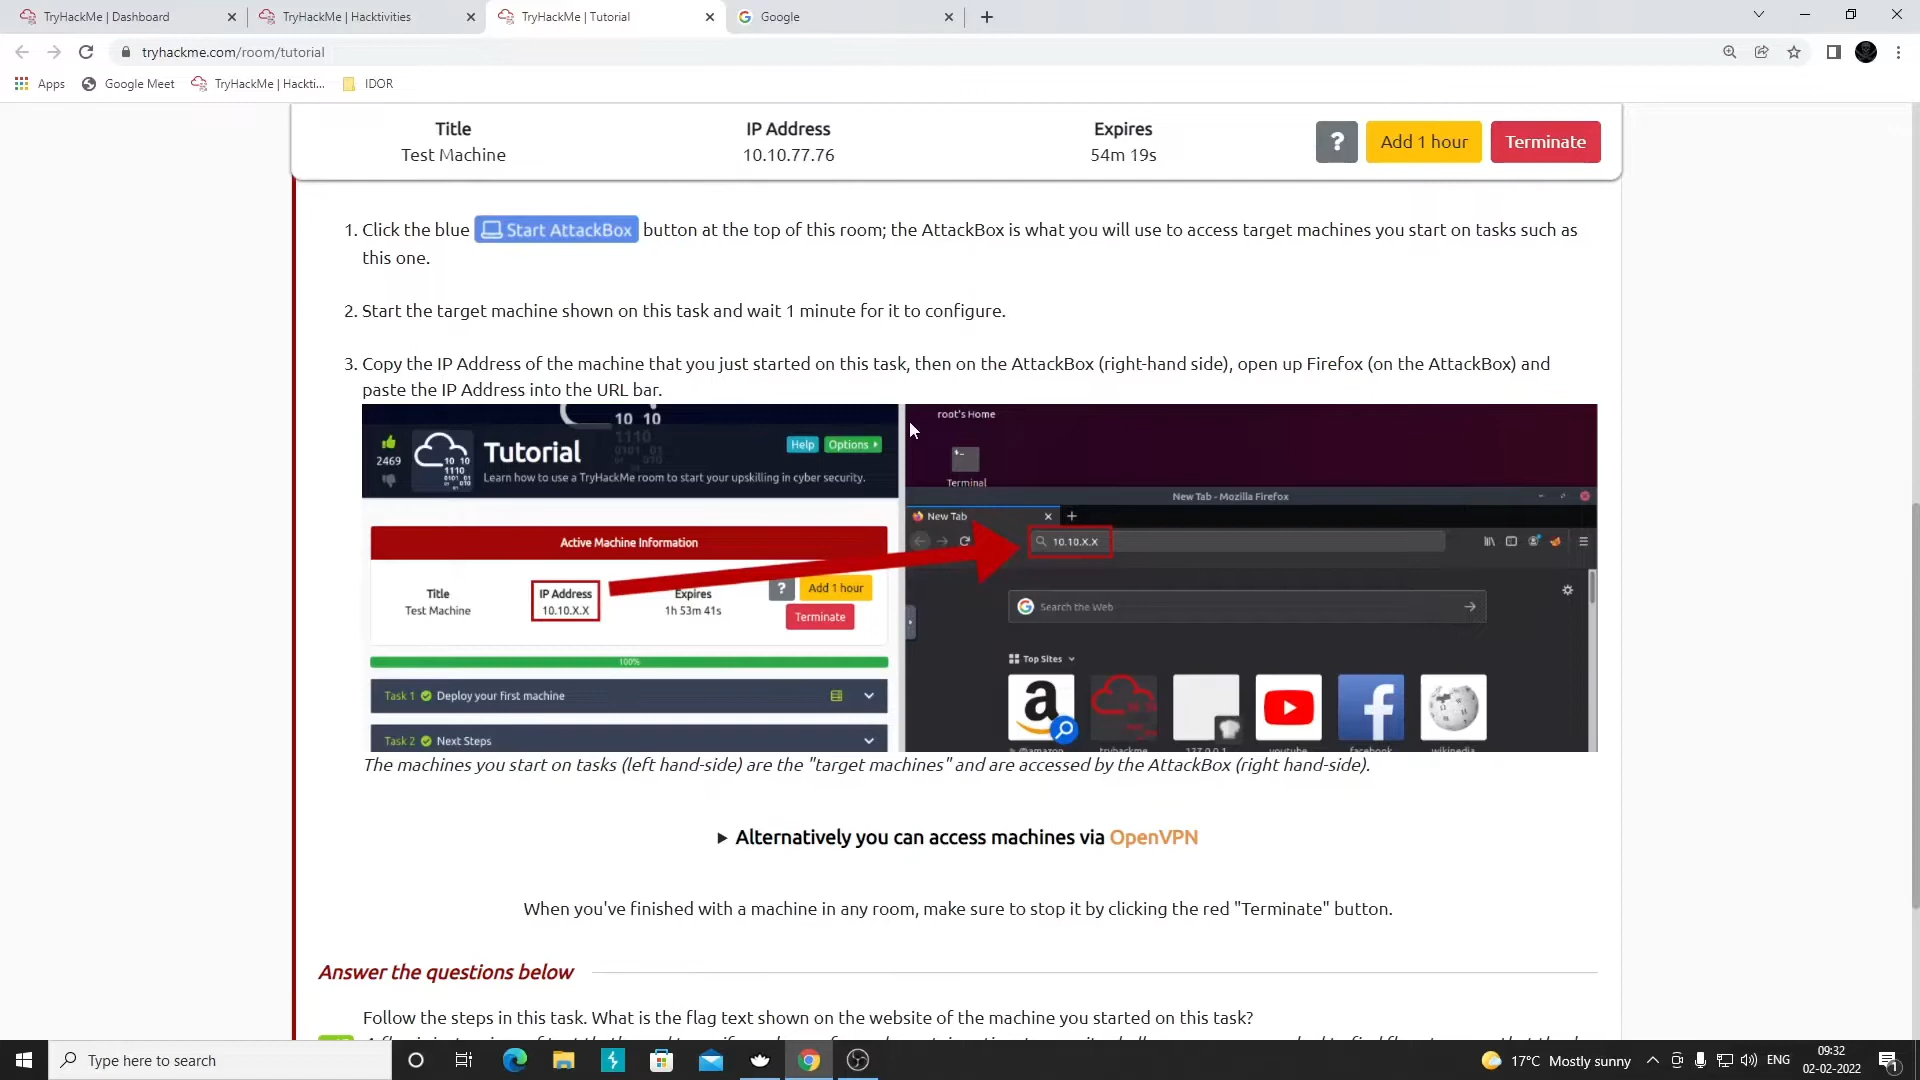 TryHackMe | Dashboard
TryHackMe | Hacktivities
TryHackMe | Tutorial
Google
tryhackme.com/room/tutorial
Apps
Google Meet
TryHackMe | Hackti...
IDOR
Title
IP Address
Expires
Test Machine
10.10.77.76
54m 19s
?
Add 1 hour
Terminate
1. Click the blue Start AttackBox button at the top of this room; the AttackBox is what you will use to access target machines you start on tasks such
this one.
2. Start the target machine shown on this task and wait 1 minute for it to configure.
3. Copy the IP Address of the machine that you just started on this task, then on the AttackBox (right-hand side), open up Firefox (on the AttackBox) and
paste the IP Address into the URL bar.
2469
10 10
1110
0101 01
Tutorial
Help
Options
Learn how to use a TryHackMe room to start your upskilling in cyber security.
Active Machine Information
Title
IP Address
Expires
Test Machine
10.10.X.X
1h 53m 41s
?
Add 1 hour
Terminate
100%
Task 1 Deploy your first machine
Task 2 Next Steps
root's Home
Terminal
New Tab - Mozilla Firefox
New Tab
10.10.X.X
Search the Web
Top Sites
The machines you start on tasks (left hand-side) are the "target machines" and are accessed by the AttackBox (right hand-side).
Alternatively you can access machines via OpenVPN
When you've finished with a machine in any room, make sure to stop it by clicking the red "Terminate" button.
Answer the questions below
Follow the steps in this task. What is the flag text shown on the website of the machine you started on this task?
Type here to search
17°C Mostly sunny
ENG
09:32
02-02-2022
1